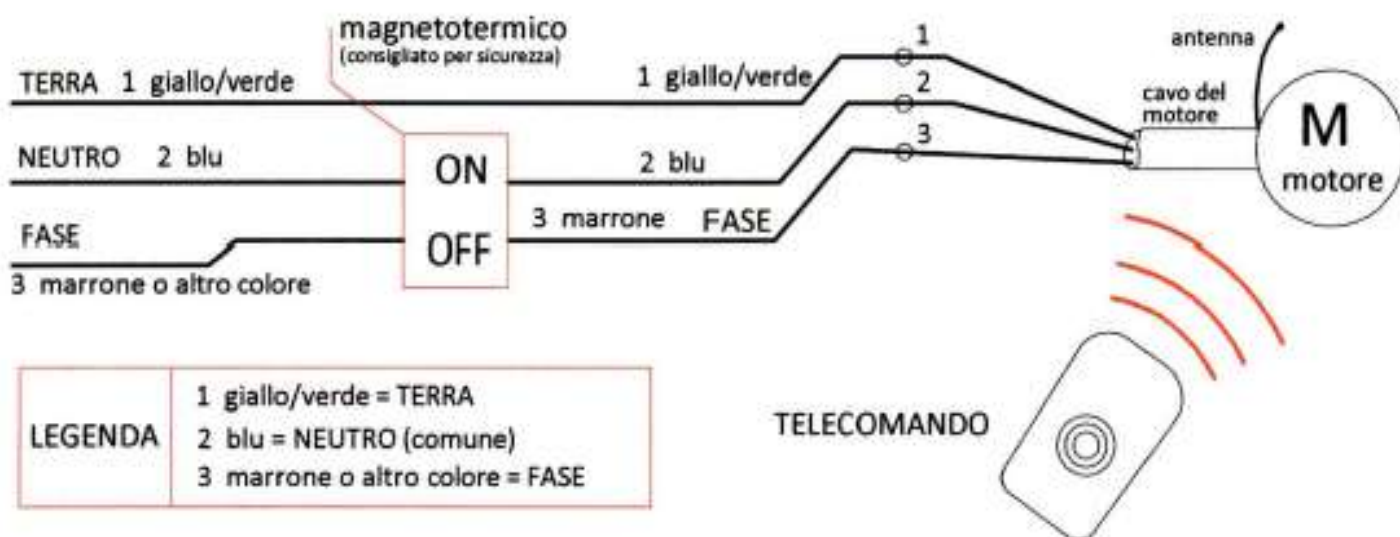 magnetotermico
(consigliato per sicurezza)
TERRA 1 giallo/verde
1 giallo/verde
1
2
3
antenna
cavo del
motore
M
motore
NEUTRO 2 blu
ON
2 blu
FASE
OFF
3 marrone FASE
3 marrone o altro colore
LEGENDA
1 giallo/verde = TERRA
2 blu = NEUTRO (comune)
3 marrone o altro colore = FASE
TELECOMANDO